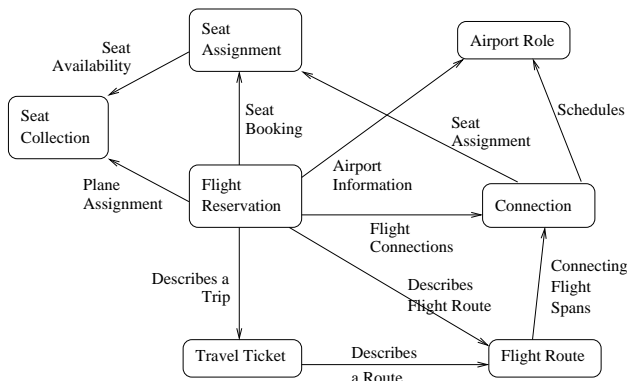 Seat
Availability
Seat
Assignment
Airport Role
Seat
Collection
Seat
Booking
Seat
Assignment
Schedules
Plane
Assignment
Flight
Reservation
Airport
Information
Connection
Flight
Connections
Describes a
Trip
Describes
Flight Route
Connecting
Flight
Spans
Travel Ticket
Describes
a Route
Flight Route